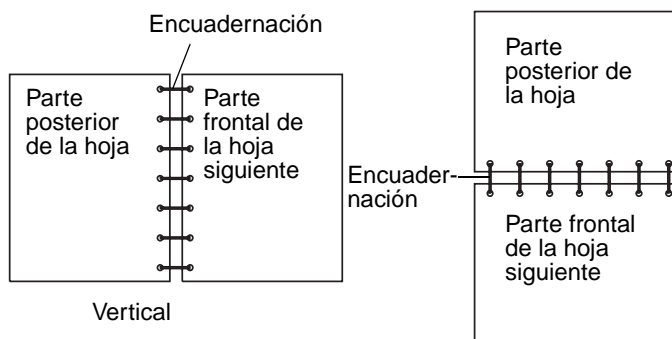 Encuadernación
Parte
posterior
de la hoja
Parte
frontal de
la hoja
siguiente
Vertical
Parte
posterior de
la hoja
Encuader-
nación
Parte frontal
de la hoja
siguiente